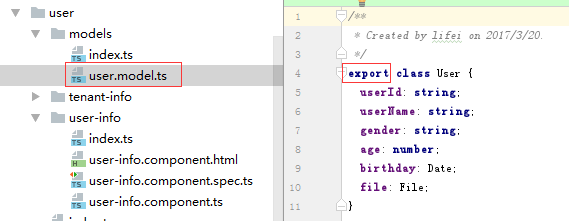 user
models
index.ts
user.model.ts
tenant-info
user-info
index.ts
user-info.component.html
user-info.component.spec.ts
user-info.component.ts
1 /**
2 * Created by lifei on 2017/3/20.
3 */
4 export class User {
5 userId: string;
6 userName: string;
7 gender: string;
8 age: number;
9 birthday: Date;
10 file: File;
11 }